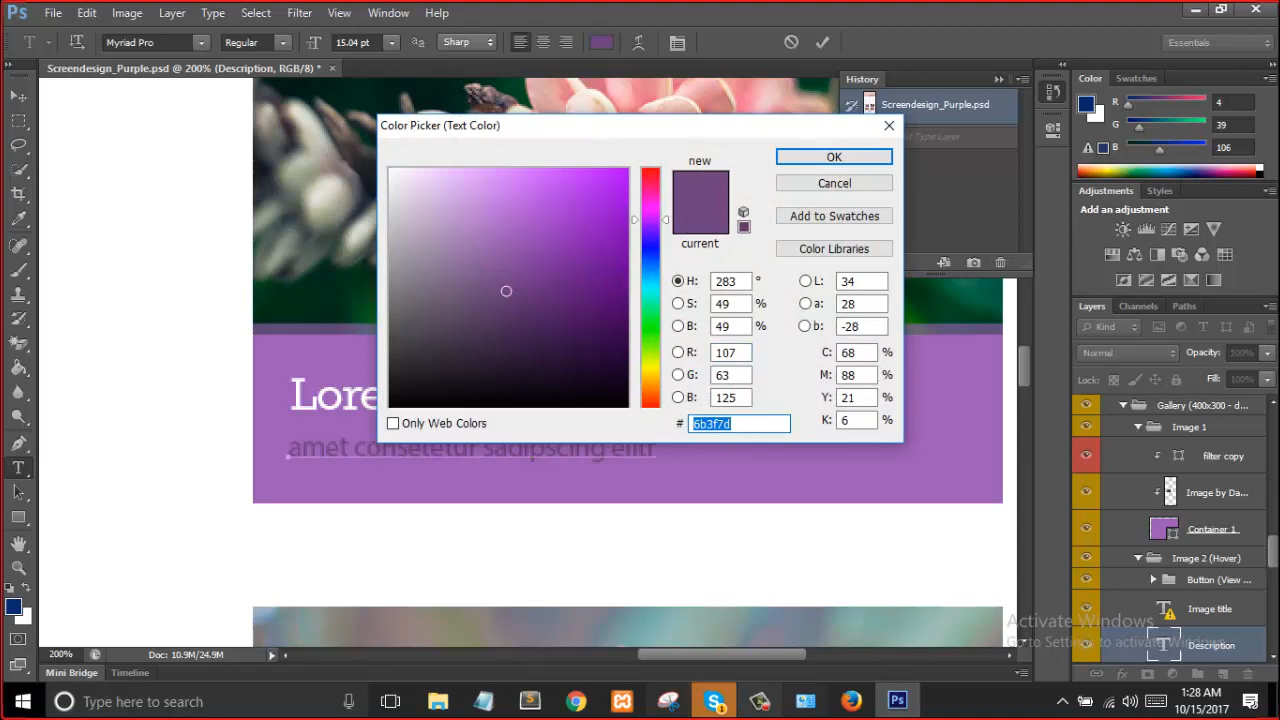 Ps File Edit Image Layer Type Select Filter View Window Help
T Myriad Pro Regular 15.04 pt Sharp Essentials
Screendesign_Purple.psd @ 200% (Description, RGB/8) * ×
History
Screendesign_Purple.psd
Type Layer
Color Swatches
R 4
G 39
B 106
Adjustments Styles
Add an adjustment
Layers Channels Paths
Kind
Normal Opacity: 100%
Lock: Fill: 100%
Gallery (400x300 - d...
Image 1
filter copy
Image by Da...
Container 1
Image 2 (Hover)
Button (View ...
T Image title
T Description
Color Picker (Text Color)
new
current
OK
Cancel
Add to Swatches
Color Libraries
H: 283 °
S: 49 %
B: 49 %
R: 107
G: 63
B: 125
L: 34
a: 28
b: -28
C: 68 %
M: 88 %
Y: 21 %
K: 6 %
# 6b3f7d
Only Web Colors
Lore
amet consetetur sadipscing elitr
Activate Windows
Go to Settings to activate Windows.
200% Doc: 10.9M/24.9M
Mini Bridge Timeline
Type here to search
1:28 AM
10/15/2017